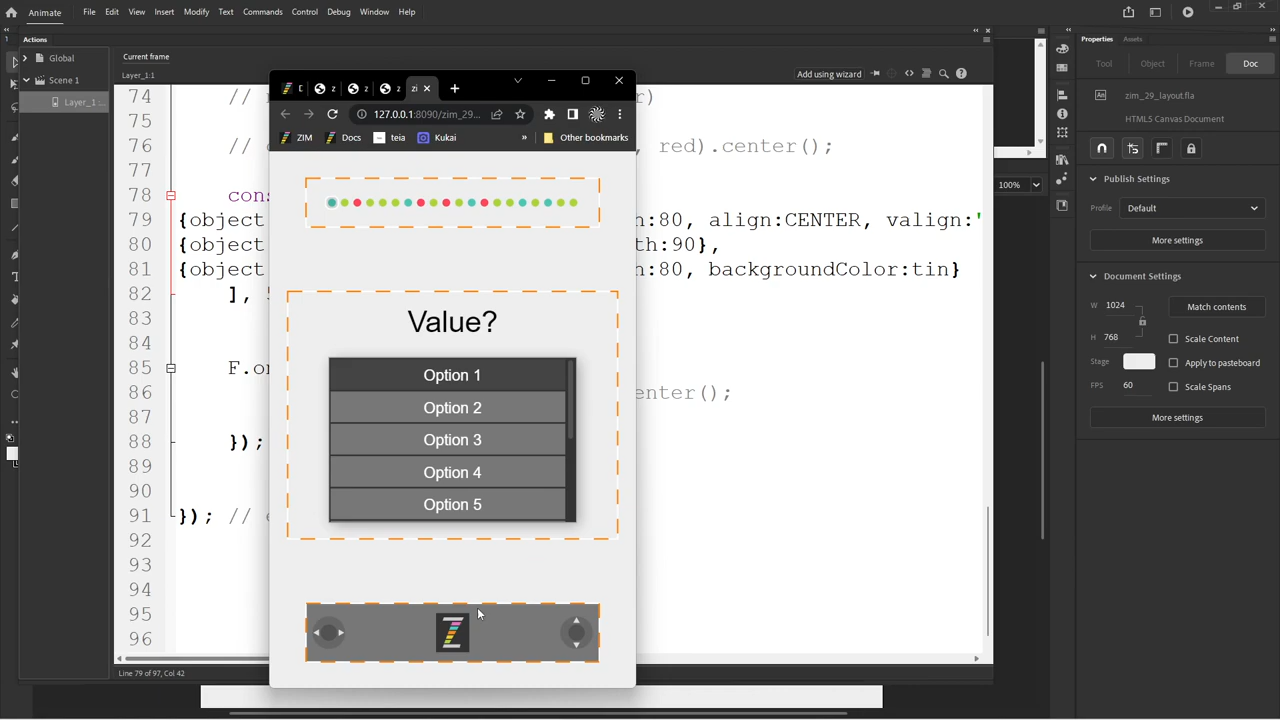 Animate File Edit View Insert Modify Text Commands Control Debug Window Help
Actions
Properties Assets
Global
Current frame
Scene 1
Layer_1:1
Add using wizard
Tool Object Frame Doc
Layer_1 :
zim_29_layout.fla
HTML5 Canvas Document
127.0.0.1:8090/zim_29...
ZIM Docs teia Kukai » Other bookmarks
100%
Publish Settings
Profile Default
More settings
Document Settings
W 1024 Match contents
H 768 Scale Content
Stage Apply to pasteboard
FPS 60 Scale Spans
More settings
74 //
75
76 // , red).center();
77
78 cons
79 {object n:80, align:CENTER, valign:'
80 {object th:90},
81 {object n:80, backgroundColor:tin}
82 ],
83
84
85 F.on
86 enter();
87
88 });
89
90
91 }); // e
92
93
94
95
96
Value?
Option 1
Option 2
Option 3
Option 4
Option 5
Z
Line 79 of 97, Col 42